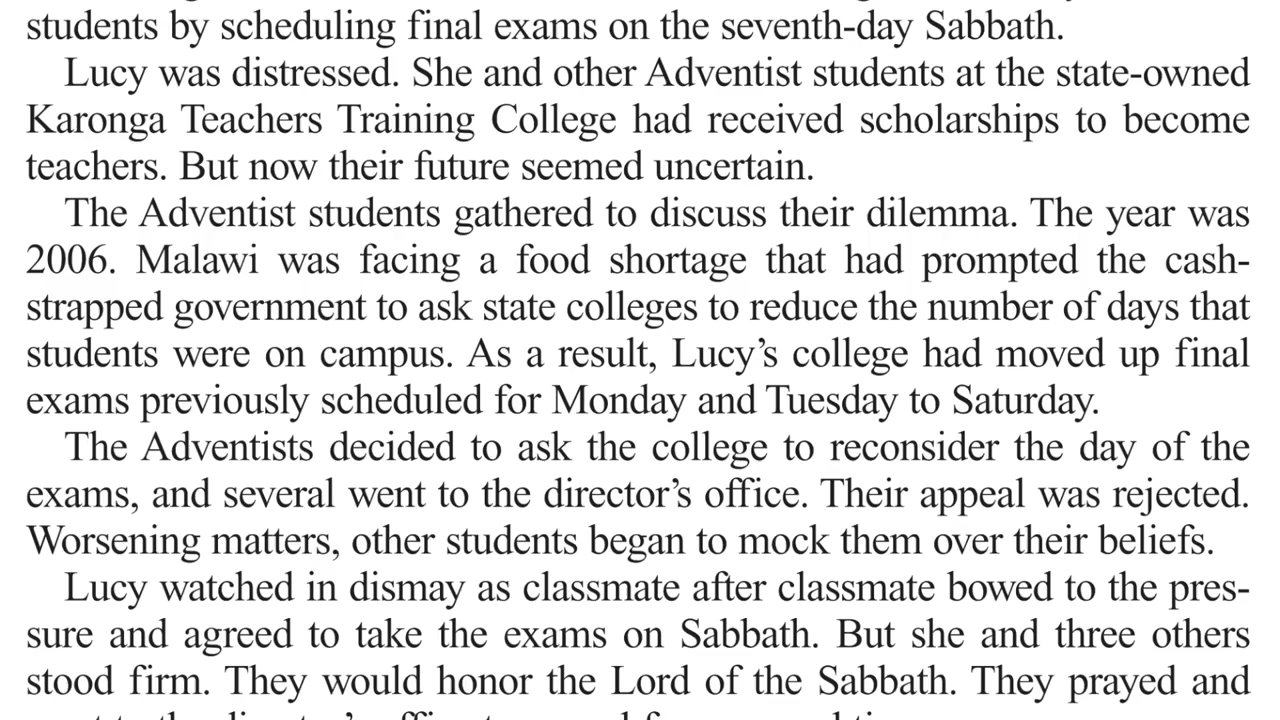 students by scheduling final exams on the seventh-day Sabbath.
Lucy was distressed. She and other Adventist students at the state-owned
Karonga Teachers Training College had received scholarships to become
teachers. But now their future seemed uncertain.
The Adventist students gathered to discuss their dilemma. The year was
2006. Malawi was facing a food shortage that had prompted the cash-
strapped government to ask state colleges to reduce the number of days that
students were on campus. As a result, Lucy’s college had moved up final
exams previously scheduled for Monday and Tuesday to Saturday.
The Adventists decided to ask the college to reconsider the day of the
exams, and several went to the director’s office. Their appeal was rejected.
Worsening matters, other students began to mock them over their beliefs.
Lucy watched in dismay as classmate after classmate bowed to the pres-
sure and agreed to take the exams on Sabbath. But she and three others
stood firm. They would honor the Lord of the Sabbath. They prayed and